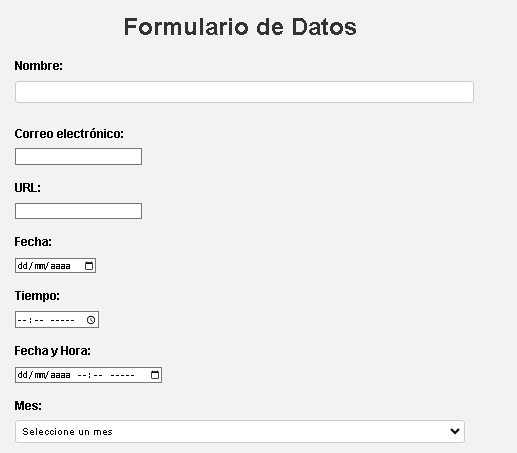 Formulario de Datos
Nombre:
Correo electrónico:
URL:
Fecha:
dd/mm/aaaa
Tiempo:
--:-- -----
Fecha y Hora:
dd/mm/aaaa --:-- -----
Mes:
Seleccione un mes